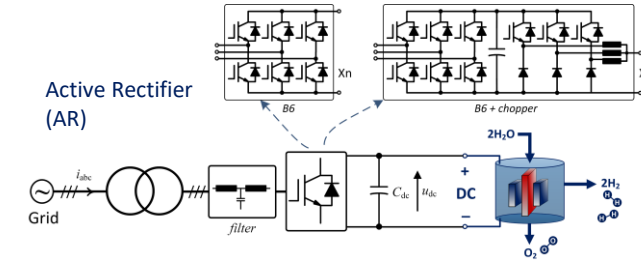 Xn
B6
X
B6 + chopper
Active Rectifier
(AR)
iabc
Grid
filter
Cdc
udc
+
DC
−
2H₂O
2H₂
H
H
H
H
O₂
O
O